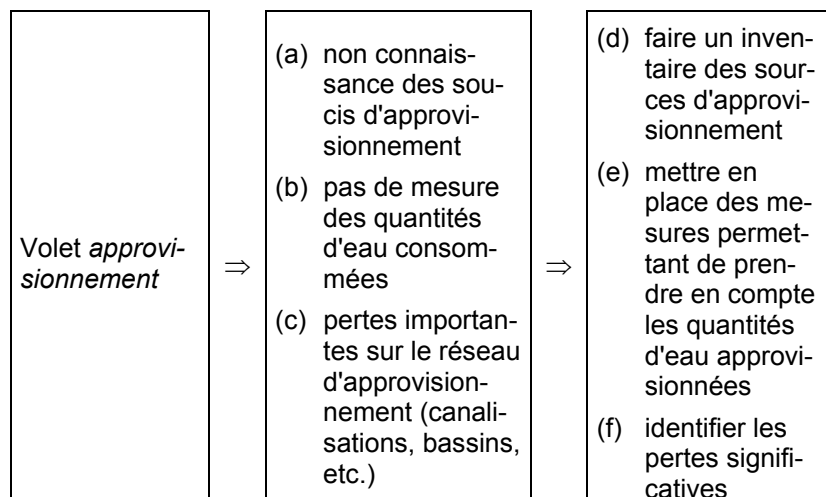 Volet approvi-
sionnement
⇒
(a) non connais-
sance des sou-
cis d'approvi-
sionnement
(b) pas de mesure
des quantités
d'eau consom-
mées
(c) pertes importan-
tes sur le réseau
d'approvision-
nement (canali-
sations, bassins,
etc.)
⇒
(d) faire un inven-
taire des sour-
ces d'approvi-
sionnement
(e) mettre en
place des me-
sures permet-
tant de pren-
dre en compte
les quantités
d'eau approvi-
sionnées
(f) identifier les
pertes signifi-
catives